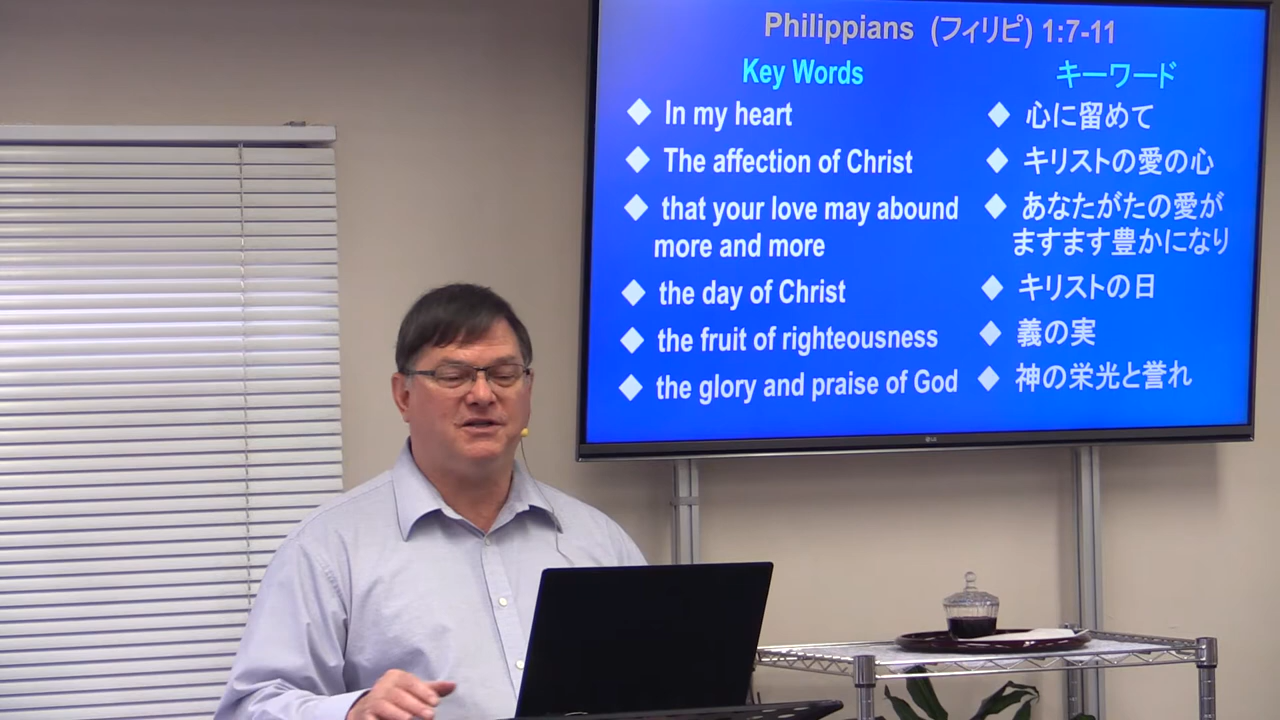 Philippians (フィリピ) 1:7-11
Key Words
キーワード
◆ In my heart
◆ 心に留めて
◆ The affection of Christ
◆ キリストの愛の心
◆ that your love may abound
more and more
◆ あなたがたの愛が
ますます豊かになり
◆ the day of Christ
◆ キリストの日
◆ the fruit of righteousness
◆ 義の実
◆ the glory and praise of God
◆ 神の栄光と誉れ
LG